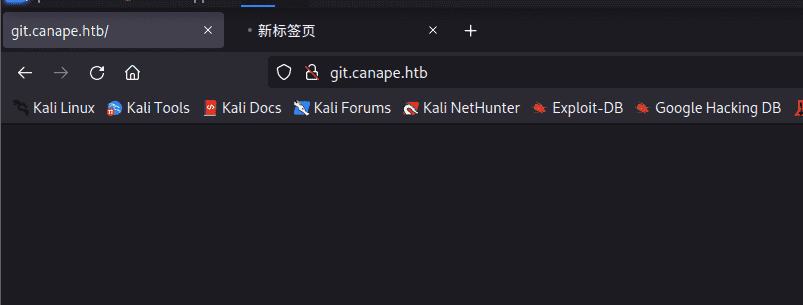 git.canape.htb/ 新标签页
git.canape.htb
Kali Linux Kali Tools Kali Docs Kali Forums Kali NetHunter Exploit-DB Google Hacking DB